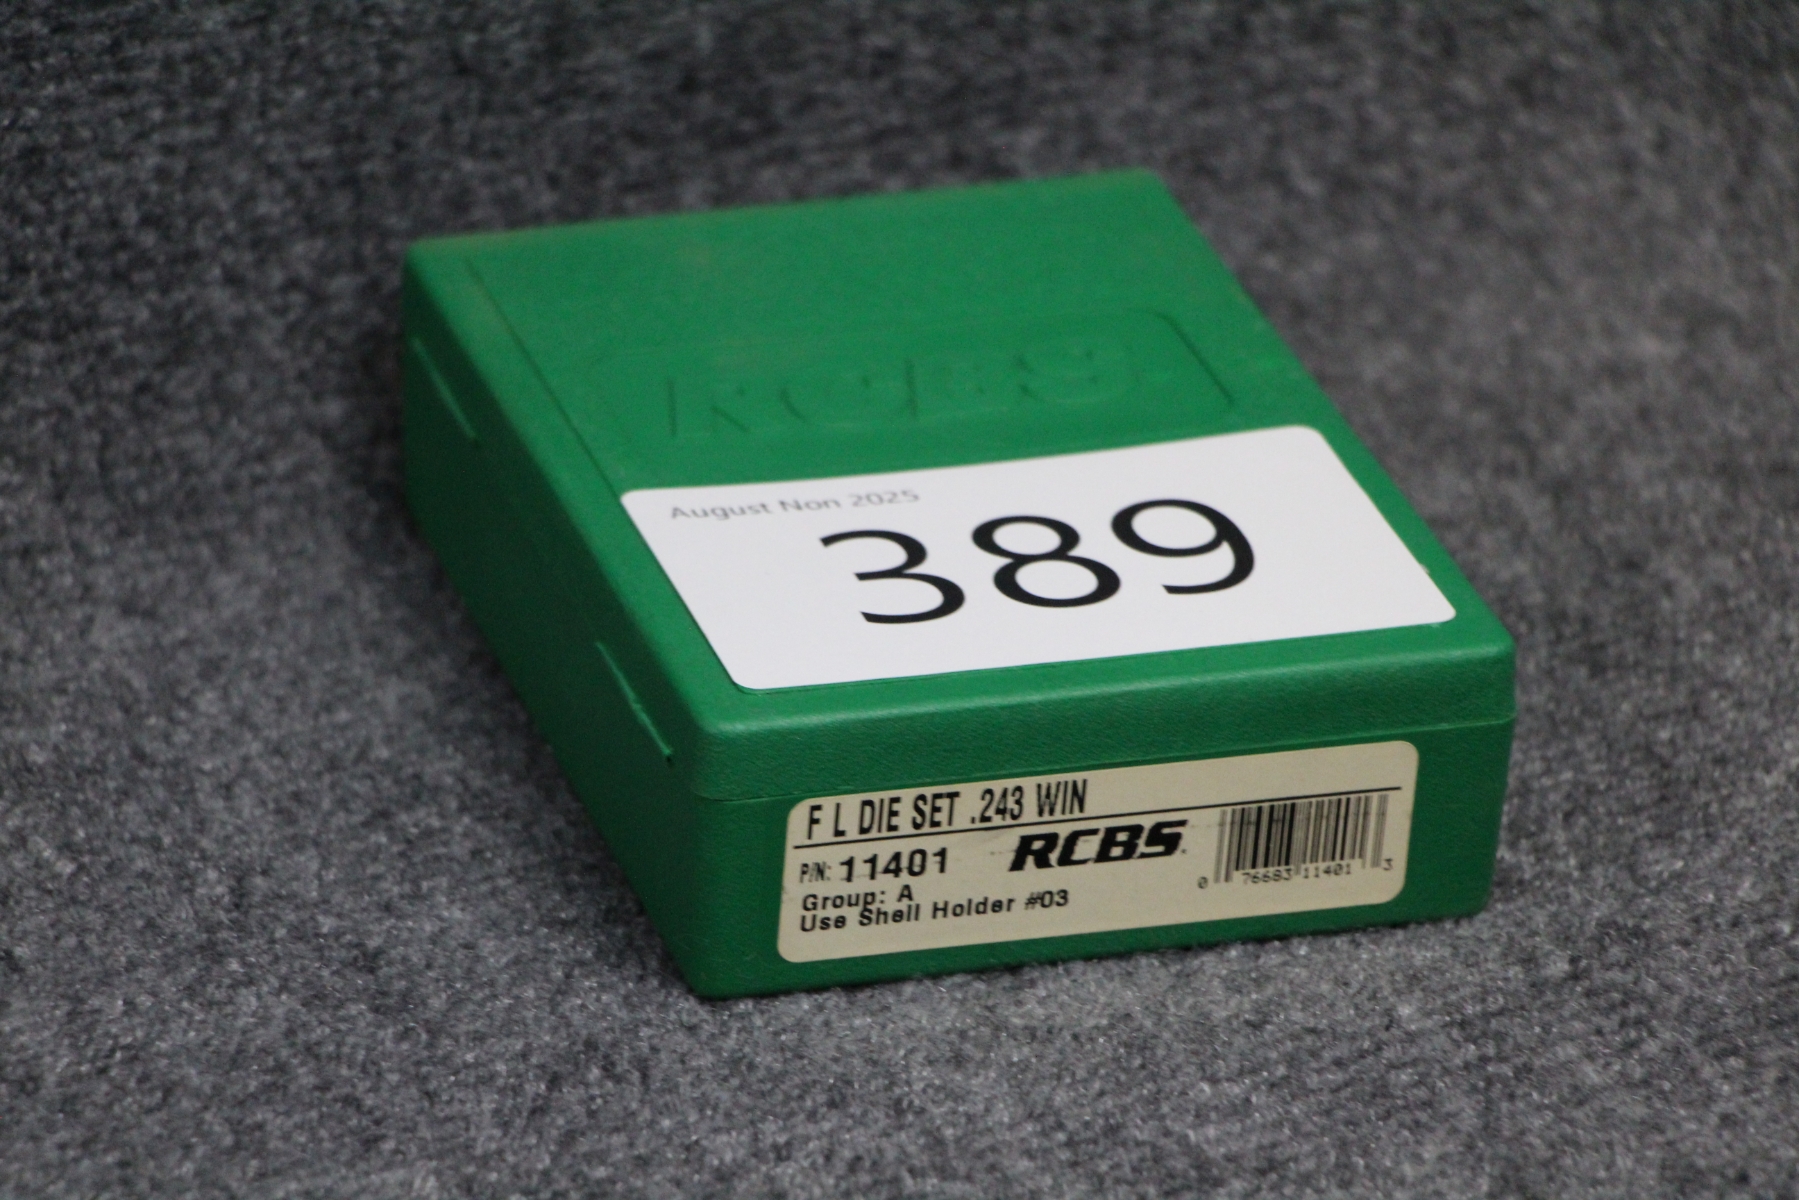 RCBS
August Non 2025
389
F L DIE SET .243 WIN
P/N: 11401
RCBS.
Group: A
Use Shell Holder #03
0 76683 11401 3